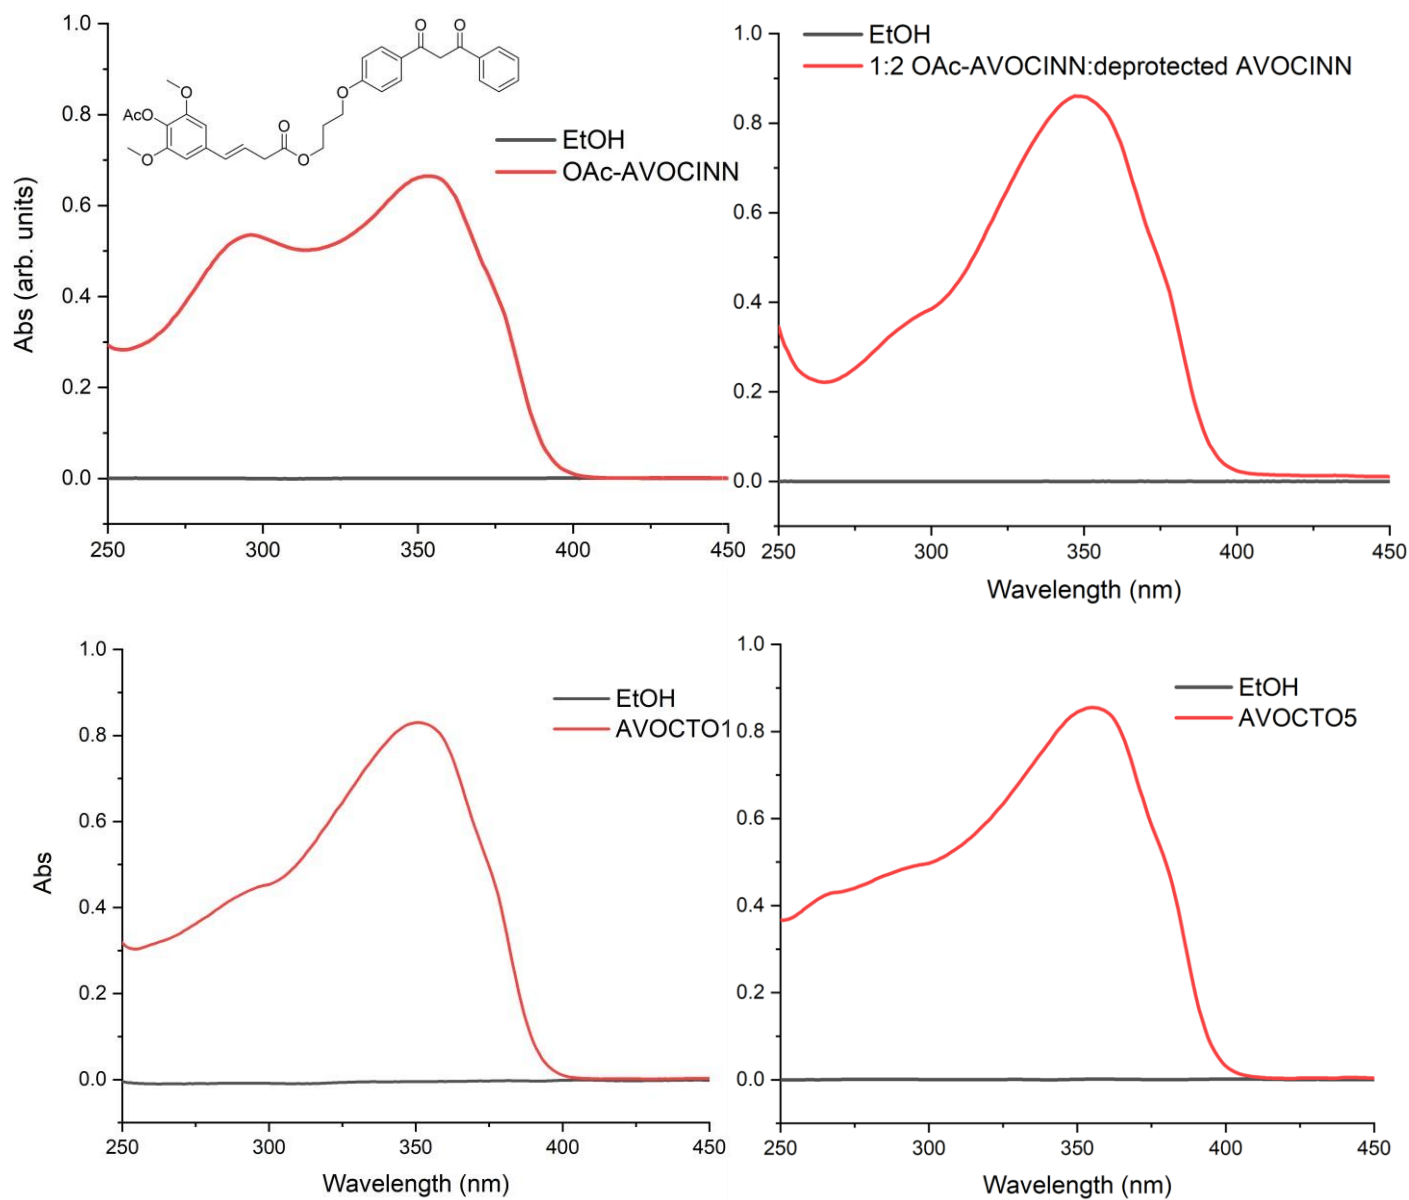 1.0
0.8
0.6
0.4
0.2
0.0
Abs (arb. units)
O
O
O
O
AcO
O
O
O
EtOH
OAc-AVOCINN
250
300
350
400
450
1.0
0.8
0.6
0.4
0.2
0.0
EtOH
1:2 OAc-AVOCINN:deprotected AVOCINN
250
300
350
400
450
Wavelength (nm)
1.0
0.8
0.6
0.4
0.2
0.0
Abs
EtOH
AVOCTO1
250
300
350
400
450
Wavelength (nm)
1.0
0.8
0.6
0.4
0.2
0.0
EtOH
AVOCTO5
250
300
350
400
450
Wavelength (nm)